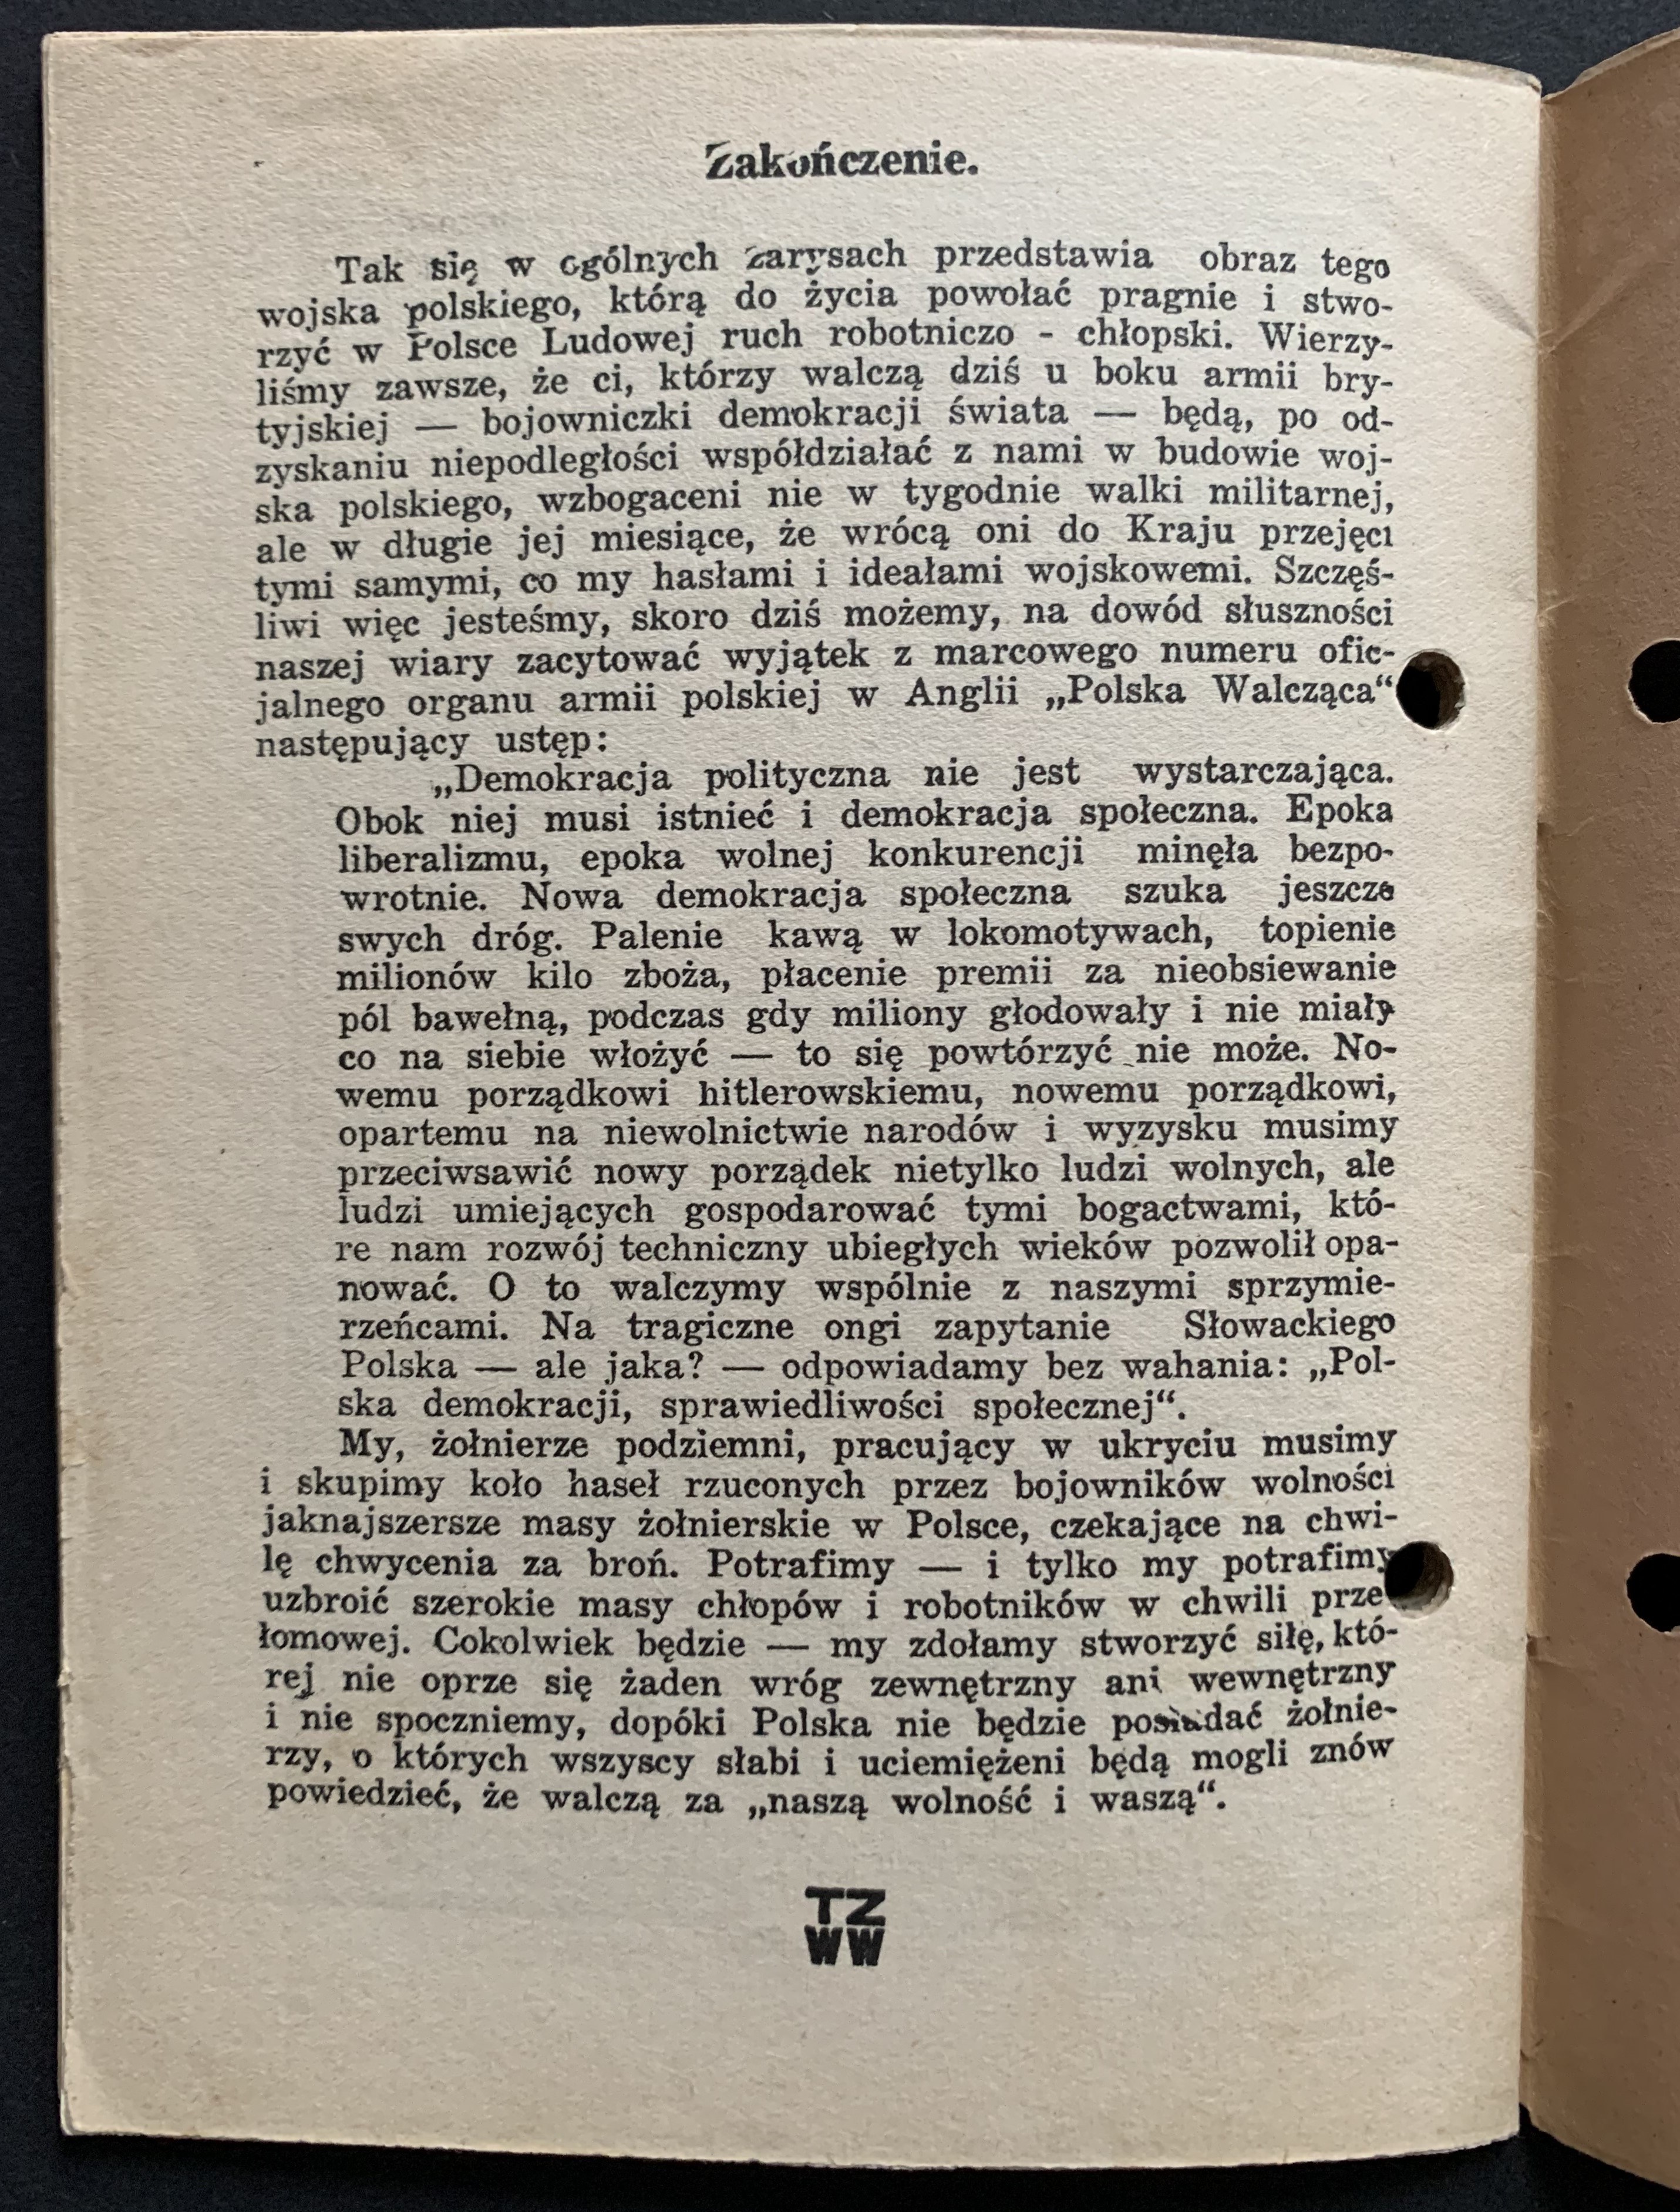 Zakończenie.
Tak się w ogólnych zarysach przedstawia obraz tego
wojska polskiego, którą do życia powołać pragnie i stwo-
rzyć w Polsce Ludowej ruch robotniczo - chłopski. Wierzy-
liśmy zawsze, że ci, którzy walczą dziś u boku armii bry-
tyjskiej — bojowniczki demokracji świata — będą, po od-
zyskaniu niepodległości współdziałać z nami w budowie woj-
ska polskiego, wzbogaceni nie w tygodnie walki militarnej,
ale w długie jej miesiące, że wrócą oni do Kraju przejęci
tymi samymi, co my hasłami i ideałami wojskowemi. Szczęś-
liwi więc jesteśmy, skoro dziś możemy, na dowód słuszności
naszej wiary zacytować wyjątek z marcowego numeru ofic-
jalnego organu armii polskiej w Anglii „Polska Walcząca“
następujący ustęp:
„Demokracja polityczna nie jest wystarczająca.
Obok niej musi istnieć i demokracja społeczna. Epoka
liberalizmu, epoka wolnej konkurencji minęła bezpo-
wrotnie. Nowa demokracja społeczna szuka jeszcze
swych dróg. Palenie kawą w lokomotywach, topienie
milionów kilo zboża, płacenie premii za nieobsiewanie
pól bawełną, podczas gdy miliony głodowały i nie miały
co na siebie włożyć — to się powtórzyć nie może. No-
wemu porządkowi hitlerowskiemu, nowemu porządkowi,
opartemu na niewolnictwie narodów i wyzysku musimy
przeciwsawić nowy porządek nietylko ludzi wolnych, ale
ludzi umiejących gospodarować tymi bogactwami, któ-
re nam rozwój techniczny ubiegłych wieków pozwolił opa-
nować. O to walczymy wspólnie z naszymi sprzymie-
rzeńcami. Na tragiczne ongi zapytanie Słowackiego
Polska — ale jaka? — odpowiadamy bez wahania: „Pol-
ska demokracji, sprawiedliwości społecznej“.
My, żołnierze podziemni, pracujący w ukryciu musimy
i skupimy koło haseł rzuconych przez bojowników wolności
jaknajszersze masy żołnierskie w Polsce, czekające na chwi-
lę chwycenia za broń. Potrafimy — i tylko my potrafimy
uzbroić szerokie masy chłopów i robotników w chwili prze-
łomowej. Cokolwiek będzie — my zdołamy stworzyć siłę, któ-
rej nie oprze się żaden wróg zewnętrzny ani wewnętrzny
i nie spoczniemy, dopóki Polska nie będzie posiadać żołnie-
rzy, o których wszyscy słabi i uciemiężeni będą mogli znów
powiedzieć, że walczą za „naszą wolność i waszą“.
TZ
WW